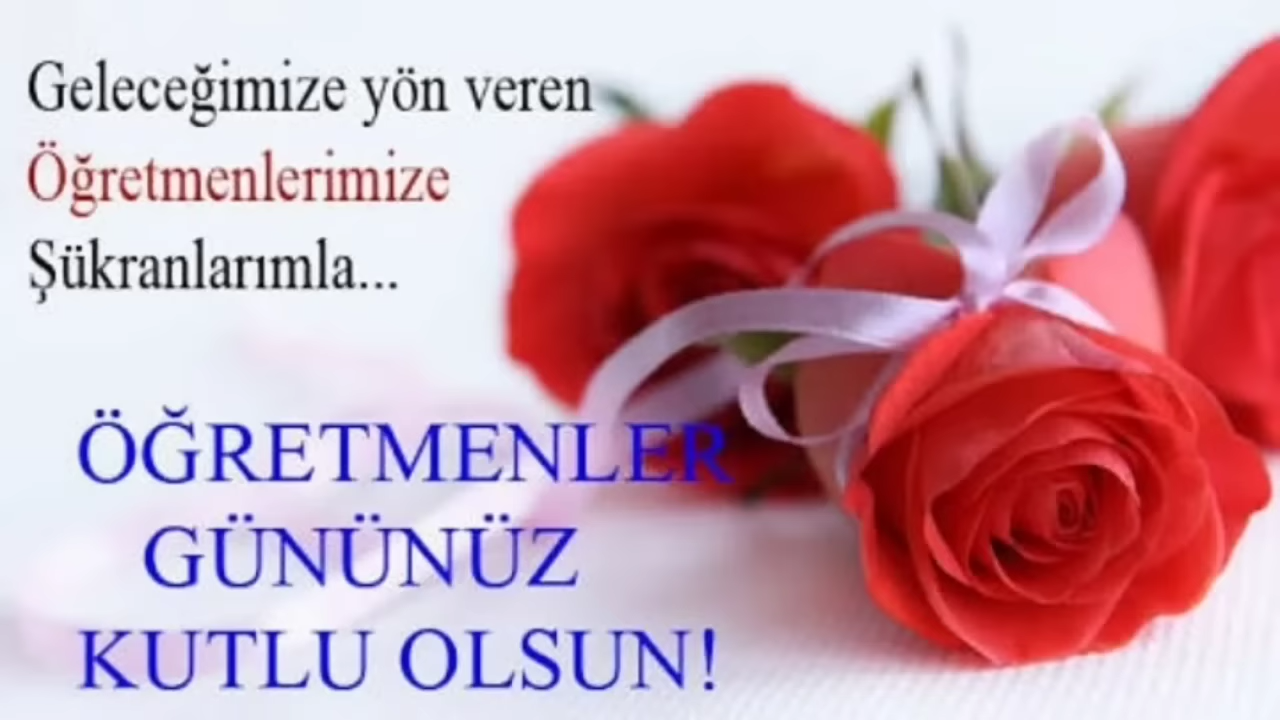 Geleceğimize yön veren
Öğretmenlerimize
Şükranlarımla...
ÖĞRETMENLER
GÜNÜNÜZ
KUTLU OLSUN!